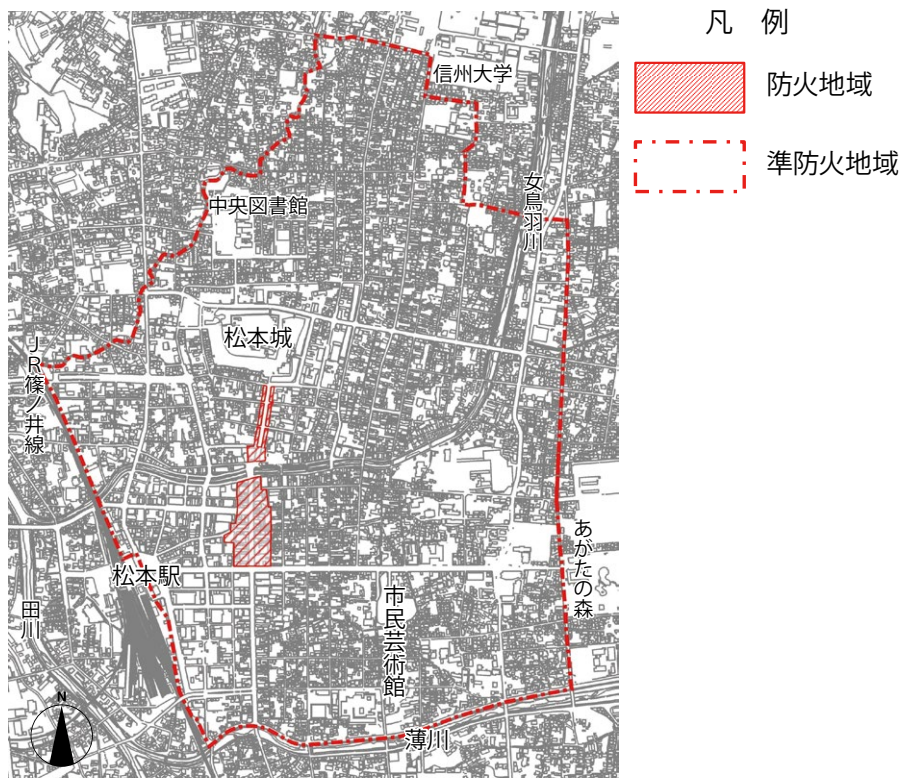 凡　例
防火地域
準防火地域
信州大学
女鳥羽川
中央図書館
松本城
JR篠ノ井線
あがたの森
松本駅
田川
市民芸術館
薄川
N